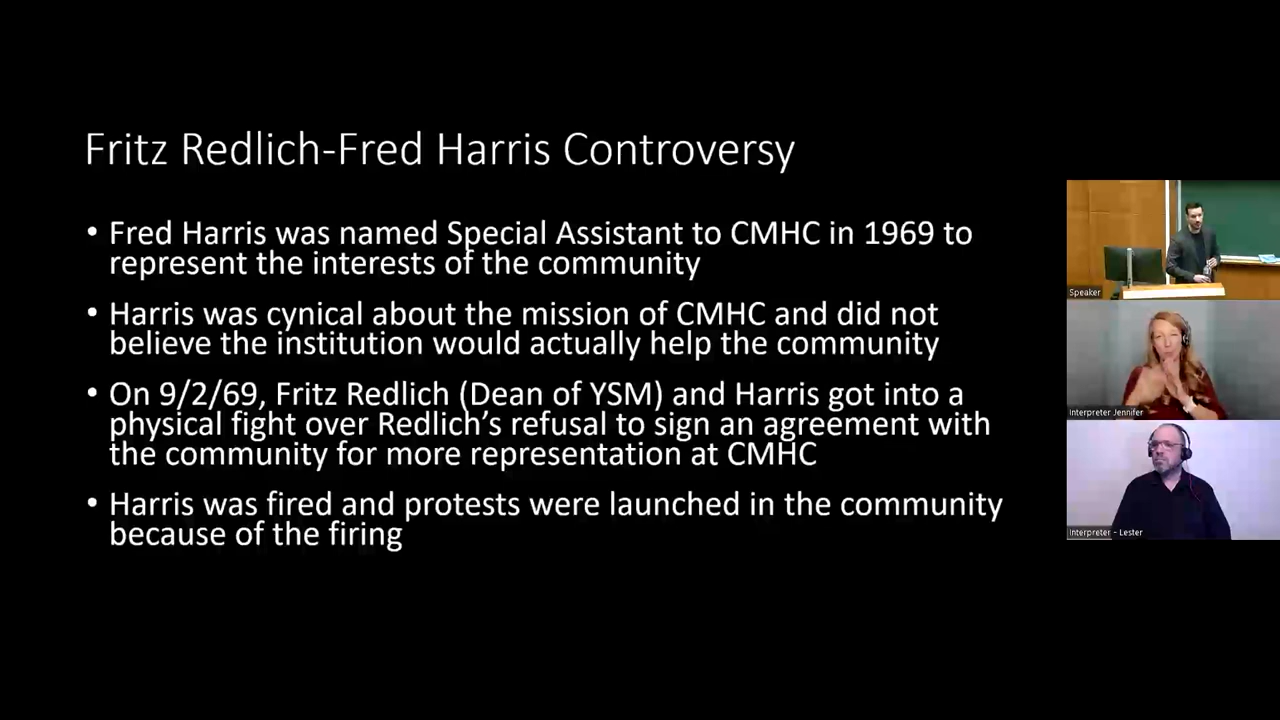 Fritz Redlich-Fred Harris Controversy
• Fred Harris was named Special Assistant to CMHC in 1969 to
represent the interests of the community
• Harris was cynical about the mission of CMHC and did not
believe the institution would actually help the community
• On 9/2/69, Fritz Redlich (Dean of YSM) and Harris got into a
physical fight over Redlich’s refusal to sign an agreement with
the community for more representation at CMHC
• Harris was fired and protests were launched in the community
because of the firing
Speaker
Interpreter Jennifer
Interpreter - Lester